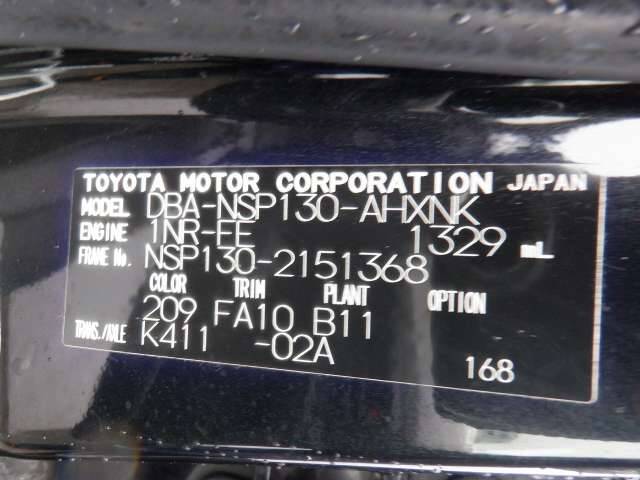 TOYOTA MOTOR CORPORATION JAPAN
MODEL DBA-NSP130-AHXNK
ENGINE 1NR-FE 1329 mL
FRAME No. NSP130-2151368
COLOR TRIM PLANT OPTION
209 FA10 B11
TRANS./AXLE K411 -02A
168